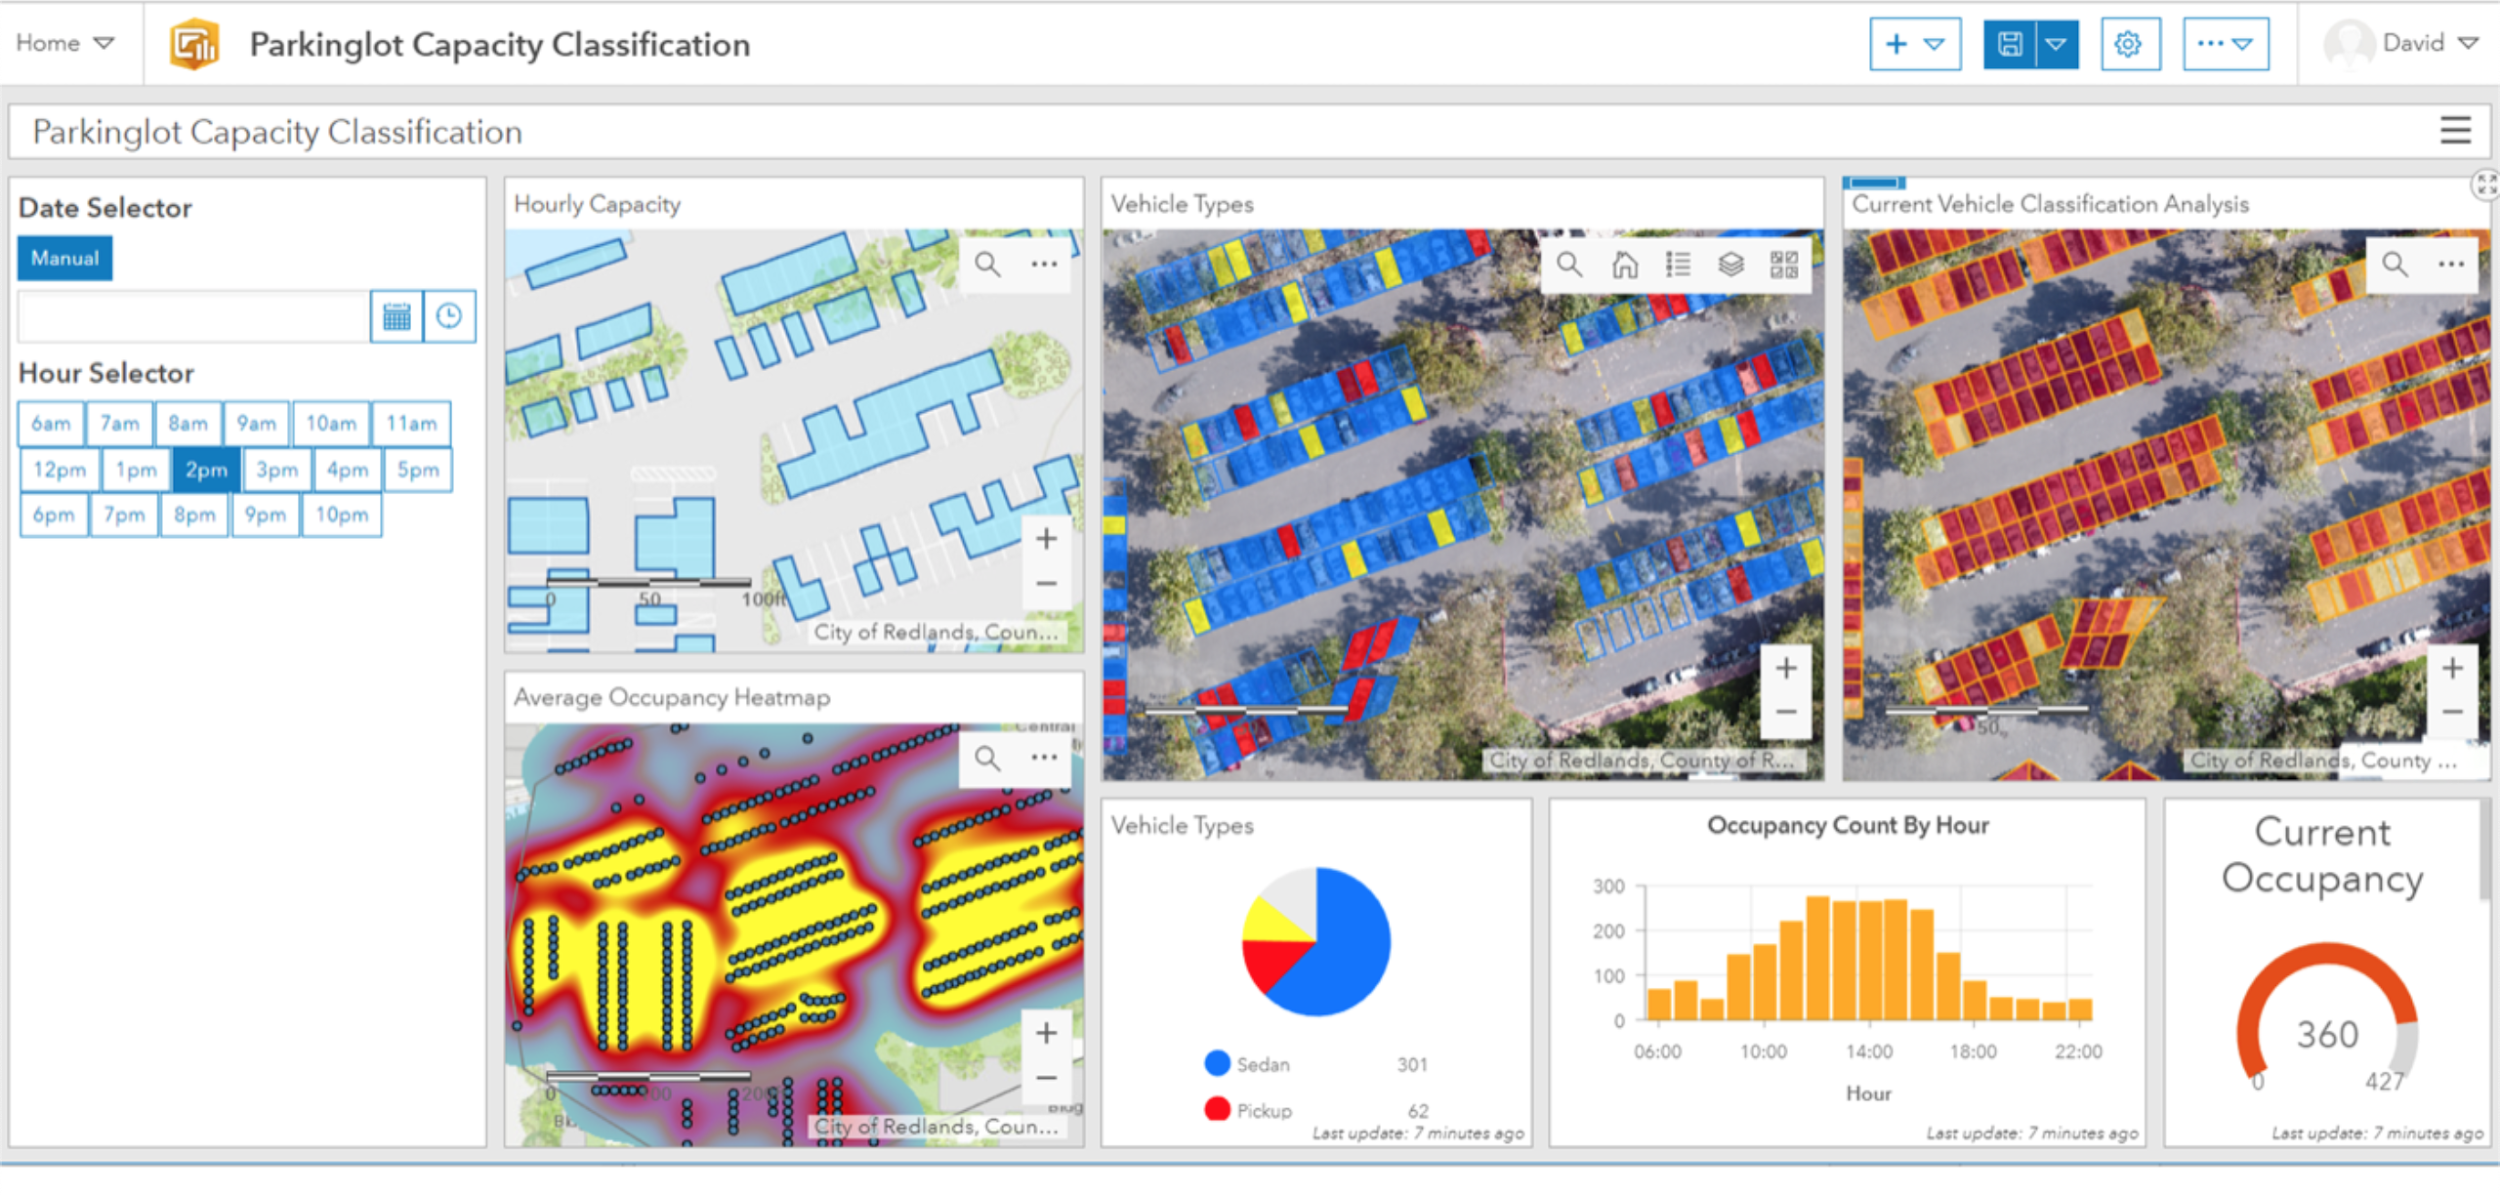 Home
Parkinglot Capacity Classification
David
Parkinglot Capacity Classification
Date Selector
Manual
Hour Selector
6am 7am 8am 9am 10am 11am
12pm 1pm 2pm 3pm 4pm 5pm
6pm 7pm 8pm 9pm 10pm
Hourly Capacity
0 50 100ft
City of Redlands, Coun...
Average Occupancy Heatmap
Central
0
City of Redlands, Coun...
Vehicle Types
City of Redlands, County of R...
Current Vehicle Classification Analysis
50
City of Redlands, County ...
Vehicle Types
Sedan 301
Pickup 62
Last update: 7 minutes ago
Occupancy Count By Hour
300
200
100
0
06:00 10:00 14:00 18:00 22:00
Hour
Last update: 7 minutes ago
Current
Occupancy
360
0 427
Last update: 7 minutes ago